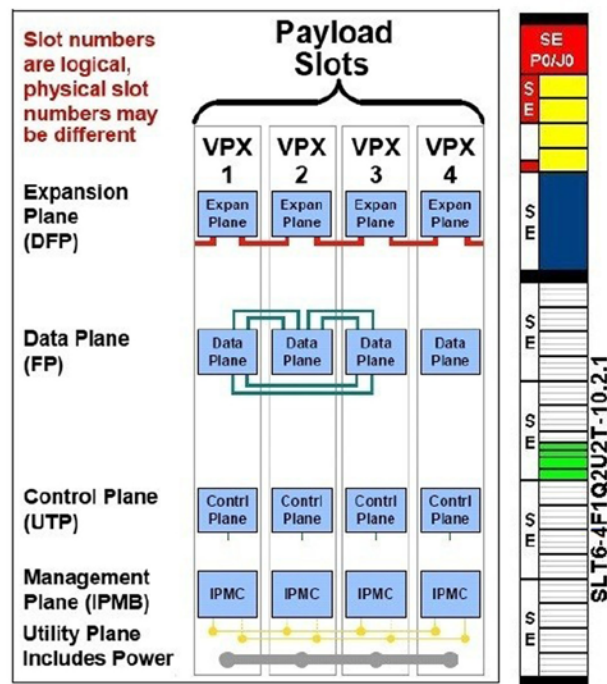 Slot numbers
are logical,
physical slot
numbers may
be different
Payload
Slots
VPX
1
VPX
2
VPX
3
VPX
4
Expansion
Plane
(DFP)
Expan
Plane
Expan
Plane
Expan
Plane
Expan
Plane
Data Plane
(FP)
Data
Plane
Data
Plane
Data
Plane
Data
Plane
Control Plane
(UTP)
Contrl
Plane
Contrl
Plane
Contrl
Plane
Contrl
Plane
Management
Plane (IPMB)
IPMC
IPMC
IPMC
IPMC
Utility Plane
Includes Power
SE
P0/J0
S
E
S
E
S
E
S
E
S
E
S
E
SLT6-4F1Q2U2T-10.2.1